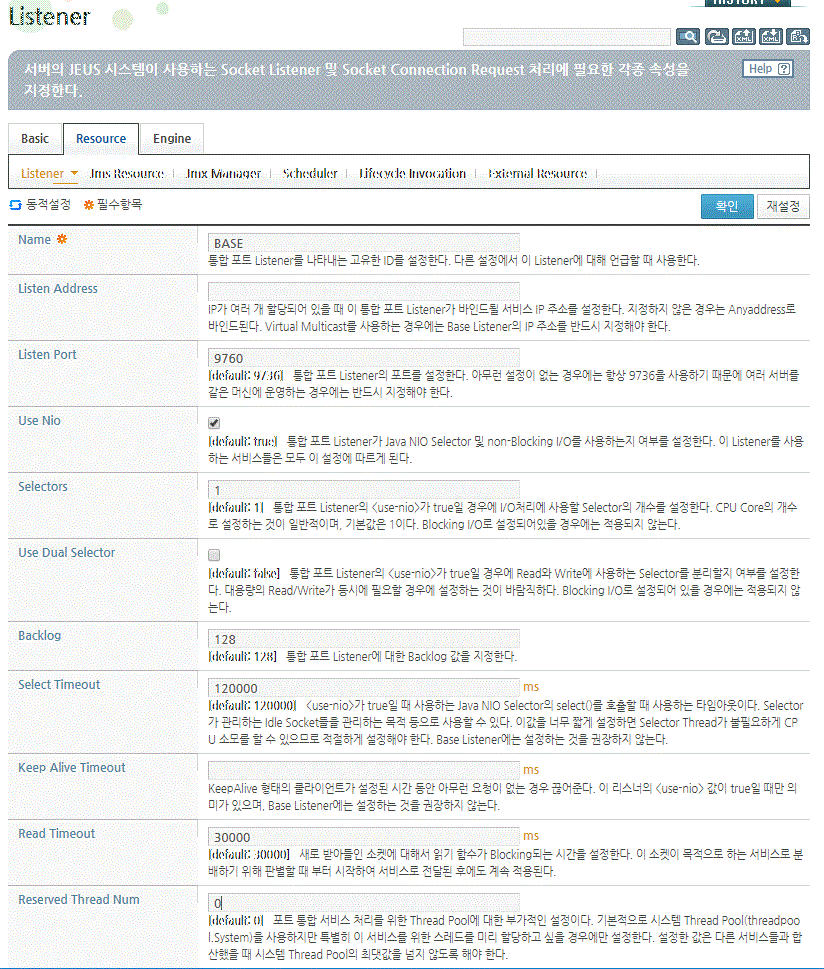 HISTORY
Listener
서버의 JEUS 시스템이 사용하는 Socket Listener 및 Socket Connection Request 처리에 필요한 각종 속성을
지정한다.
Help
Basic Resource Engine
Listener Jms Resource Jmx Manager Scheduler Lifecycle Invocation External Resource
동적설정 필수항목 확인 재설정
Name
BASE
통합 포트 Listener를 나타내는 고유한 ID를 설정한다. 다른 설정에서 이 Listener에 대해 언급할 때 사용한다.
Listen Address
IP가 여러 개 할당되어 있을 때 이 통합 포트 Listener가 바인드될 서비스 IP 주소를 설정한다. 지정하지 않은 경우는 Anyaddress로
바인드된다. Virtual Multicast를 사용하는 경우에는 Base Listener의 IP 주소를 반드시 지정해야 한다.
Listen Port
9760
[default: 9736] 통합 포트 Listener의 포트를 설정한다. 아무런 설정이 없는 경우에는 항상 9736을 사용하기 때문에 여러 서버를
같은 머신에 운영하는 경우에는 반드시 지정해야 한다.
Use Nio
[default: true] 통합 포트 Listener가 Java NIO Selector 및 non-Blocking I/O를 사용하는지 여부를 설정한다. 이 Listener를 사용
하는 서비스들은 모두 이 설정에 따르게 된다.
Selectors
1
[default: 1] 통합 포트 Listener의 <use-nio>가 true일 경우에 I/O처리에 사용할 Selector의 개수를 설정한다. CPU Core의 개수
로 설정하는 것이 일반적이며, 기본값은 1이다. Blocking I/O로 설정되어있을 경우에는 적용되지 않는다.
Use Dual Selector
[default: false] 통합 포트 Listener의 <use-nio>가 true일 경우에 Read와 Write에 사용하는 Selector를 분리할지 여부를 설정한
다. 대용량의 Read/Write가 동시에 필요할 경우에 설정하는 것이 바람직하다. Blocking I/O로 설정되어 있을 경우에는 적용되지 않
는다.
Backlog
128
[default: 128] 통합 포트 Listener에 대한 Backlog 값을 지정한다.
Select Timeout
120000 ms
[default: 120000] <use-nio>가 true일 때 사용하는 Java NIO Selector의 select()를 호출할 때 사용하는 타임아웃이다. Selector
가 관리하는 Idle Socket들을 관리하는 목적 등으로 사용할 수 있다. 이값을 너무 짧게 설정하면 Selector Thread가 불필요하게 CP
U 소모를 할 수 있으므로 적절하게 설정해야 한다. Base Listener에는 설정하는 것을 권장하지 않는다.
Keep Alive Timeout
ms
KeepAlive 형태의 클라이언트가 설정된 시간 동안 아무런 요청이 없는 경우 끊어준다. 이 리스너의 <use-nio> 값이 true일 때만 의
미가 있으며, Base Listener에는 설정하는 것을 권장하지 않는다.
Read Timeout
30000 ms
[default: 30000] 새로 받아들인 소켓에 대해서 읽기 함수가 Blocking되는 시간을 설정한다. 이 소켓이 목적으로 하는 서비스로 분
배하기 위해 판별할 때 부터 시작하여 서비스로 전달된 후에도 계속 적용된다.
Reserved Thread Num
0
[default: 0] 포트 통합 서비스 처리를 위한 Thread Pool에 대한 부가적인 설정이다. 기본적으로 시스템 Thread Pool(threadpoo
l.System)을 사용하지만 특별히 이 서비스를 위한 스레드를 미리 할당하고 싶을 경우에만 설정한다. 설정한 값은 다른 서비스들과 합
산했을 때 시스템 Thread Pool의 최댓값을 넘지 않도록 해야 한다.